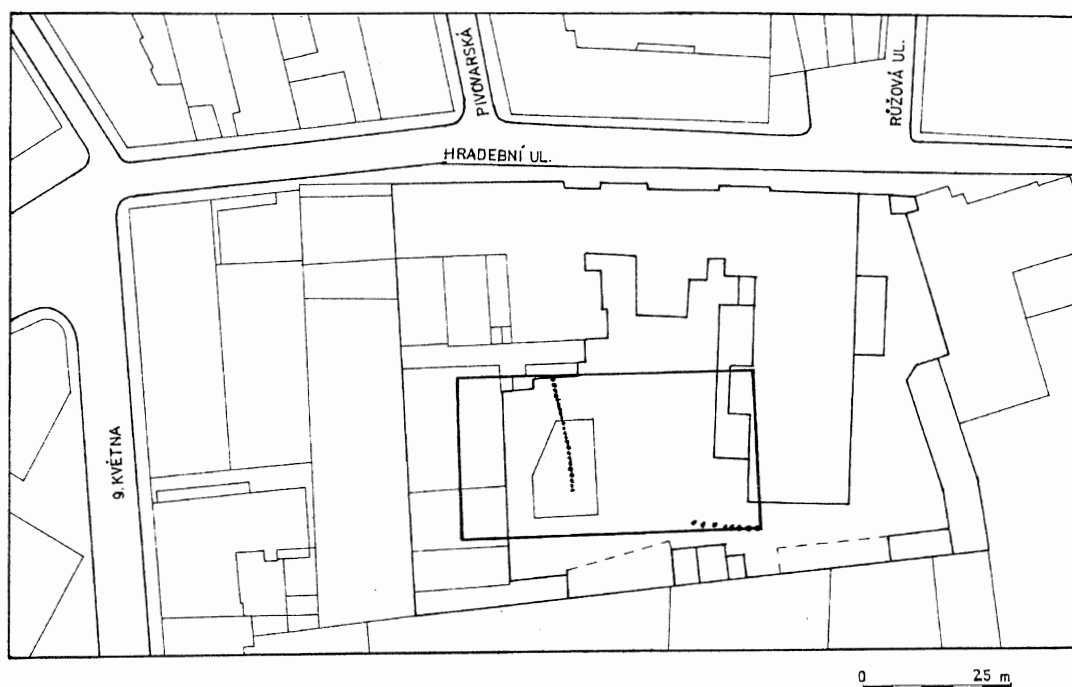 PIVOVARSKÁ
RŮŽOVÁ UL.
HRADEBNÍ UL.
9. KVĚTNA
0 25 m